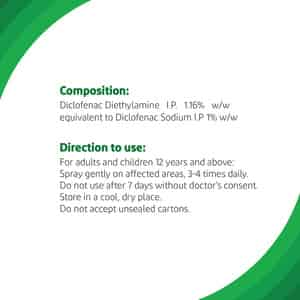 Composition:
Diclofenac Diethylamine I.P. 1.16% w/w
equivalent to Diclofenac Sodium I.P 1% w/w
Direction to use:
For adults and children 12 years and above:
Spray gently on affected areas, 3-4 times daily.
Do not use after 7 days without doctor's consent.
Store in a cool, dry place.
Do not accept unsealed cartons.